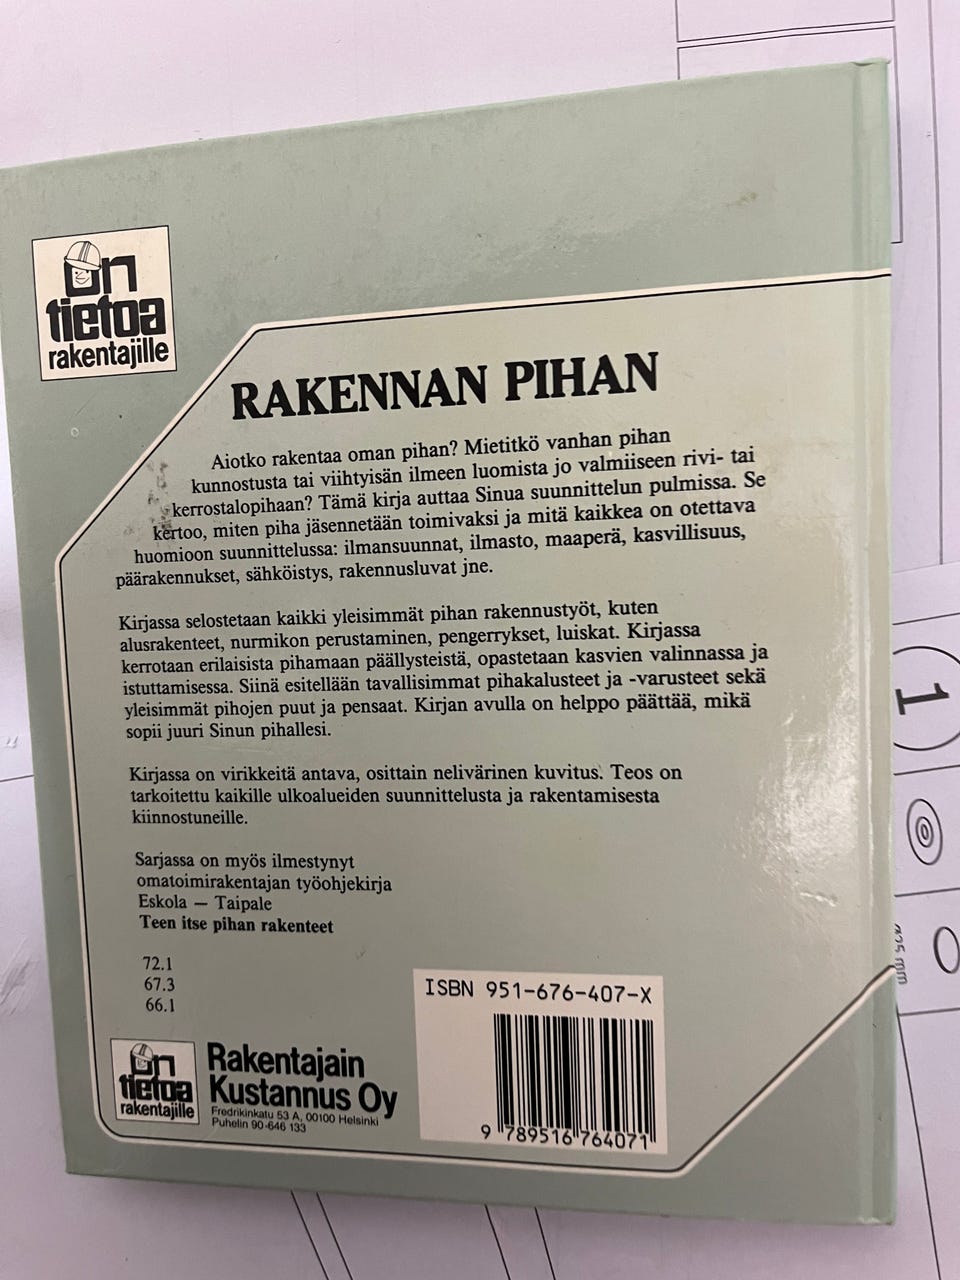 on
tietoa
rakentajille
RAKENNAN PIHAN
Aiotko rakentaa oman pihan? Mietitkö vanhan pihan
kunnostusta tai viihtyisän ilmeen luomista jo valmiiseen rivi- tai
kerrostalopihaan? Tämä kirja auttaa Sinua suunnittelun pulmissa. Se
kertoo, miten piha jäsennetään toimivaksi ja mitä kaikkea on otettava
huomioon suunnittelussa: ilmansuunnat, ilmasto, maaperä, kasvillisuus,
päärakennukset, sähköistys, rakennusluvat jne.
Kirjassa selostetaan kaikki yleisimmät pihan rakennustyöt, kuten
alusrakenteet, nurmikon perustaminen, pengerrykset, luiskat. Kirjassa
kerrotaan erilaisista pihamaan päällysteistä, opastetaan kasvien valinnassa ja
istuttamisessa. Siinä esitellään tavallisimmat pihakalusteet ja -varusteet sekä
yleisimmät pihojen puut ja pensaat. Kirjan avulla on helppo päättää, mikä
sopii juuri Sinun pihallesi.
Kirjassa on virikkeitä antava, osittain nelivärinen kuvitus. Teos on
tarkoitettu kaikille ulkoalueiden suunnittelusta ja rakentamisesta
kiinnostuneille.
Sarjassa on myös ilmestynyt
omatoimirakentajan työohjekirja
Eskola — Taipale
Teen itse pihan rakenteet
72.1
67.3
66.1
ISBN 951-676-407-X
9 789516 764071
on
tietoa
rakentajille
Rakentajain
Kustannus Oy
Fredrikinkatu 53 A, 00100 Helsinki
Puhelin 90-646 133
1